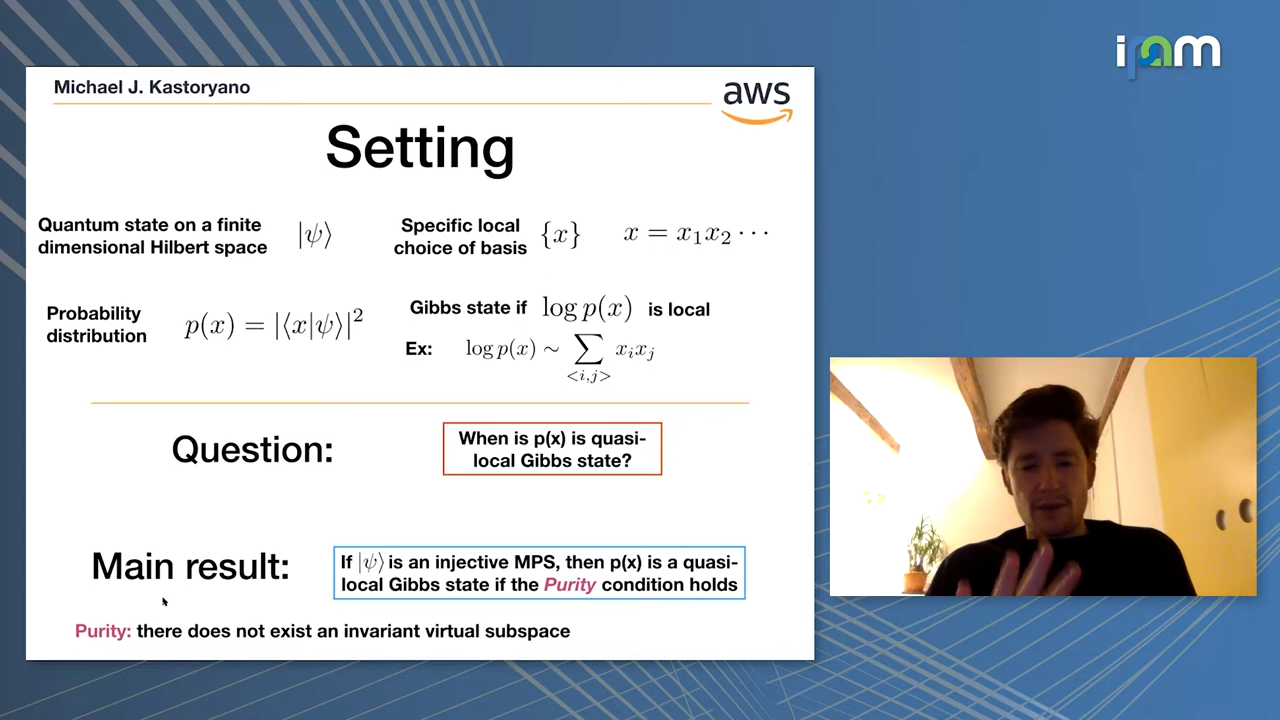 ipam
Michael J. Kastoryano
aws
Setting
Quantum state on a finite
dimensional Hilbert space
|ψ⟩
Specific local
choice of basis
{x}
x = x₁x₂ ⋯
Probability
distribution
p(x) = |⟨x|ψ⟩|²
Gibbs state if log p(x) is local
Ex: log p(x) ∼ ∑_{<i,j>} xᵢxⱼ
Question:
When is p(x) is quasi-
local Gibbs state?
Main result:
If |ψ⟩ is an injective MPS, then p(x) is a quasi-
local Gibbs state if the Purity condition holds
Purity: there does not exist an invariant virtual subspace